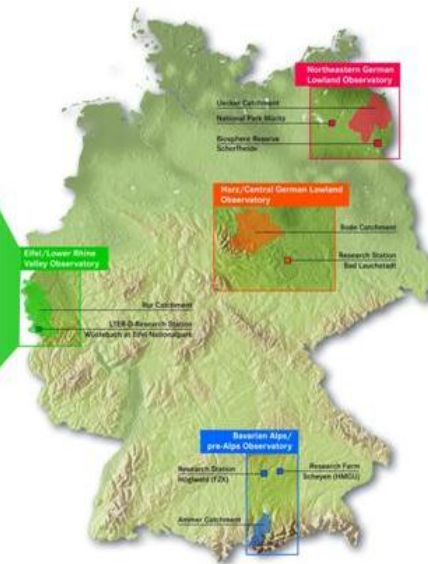 Northeastern German
Lowland Observatory
Uecker Catchment
National Park Müritz
Biosphere Reserve
Schorfheide
Harz/Central German Lowland
Observatory
Bode Catchment
Research Station
Bad Lauchstädt
Eifel/Lower Rhine
Valley Observatory
Rur Catchment
LTER-D-Research Station
Wüstebach at Eifel Nationalpark
Bavarian Alps/
pre-Alps Observatory
Research Station
Höglwald (FZK)
Research Farm
Scheyen (HMGU)
Ammer Catchment